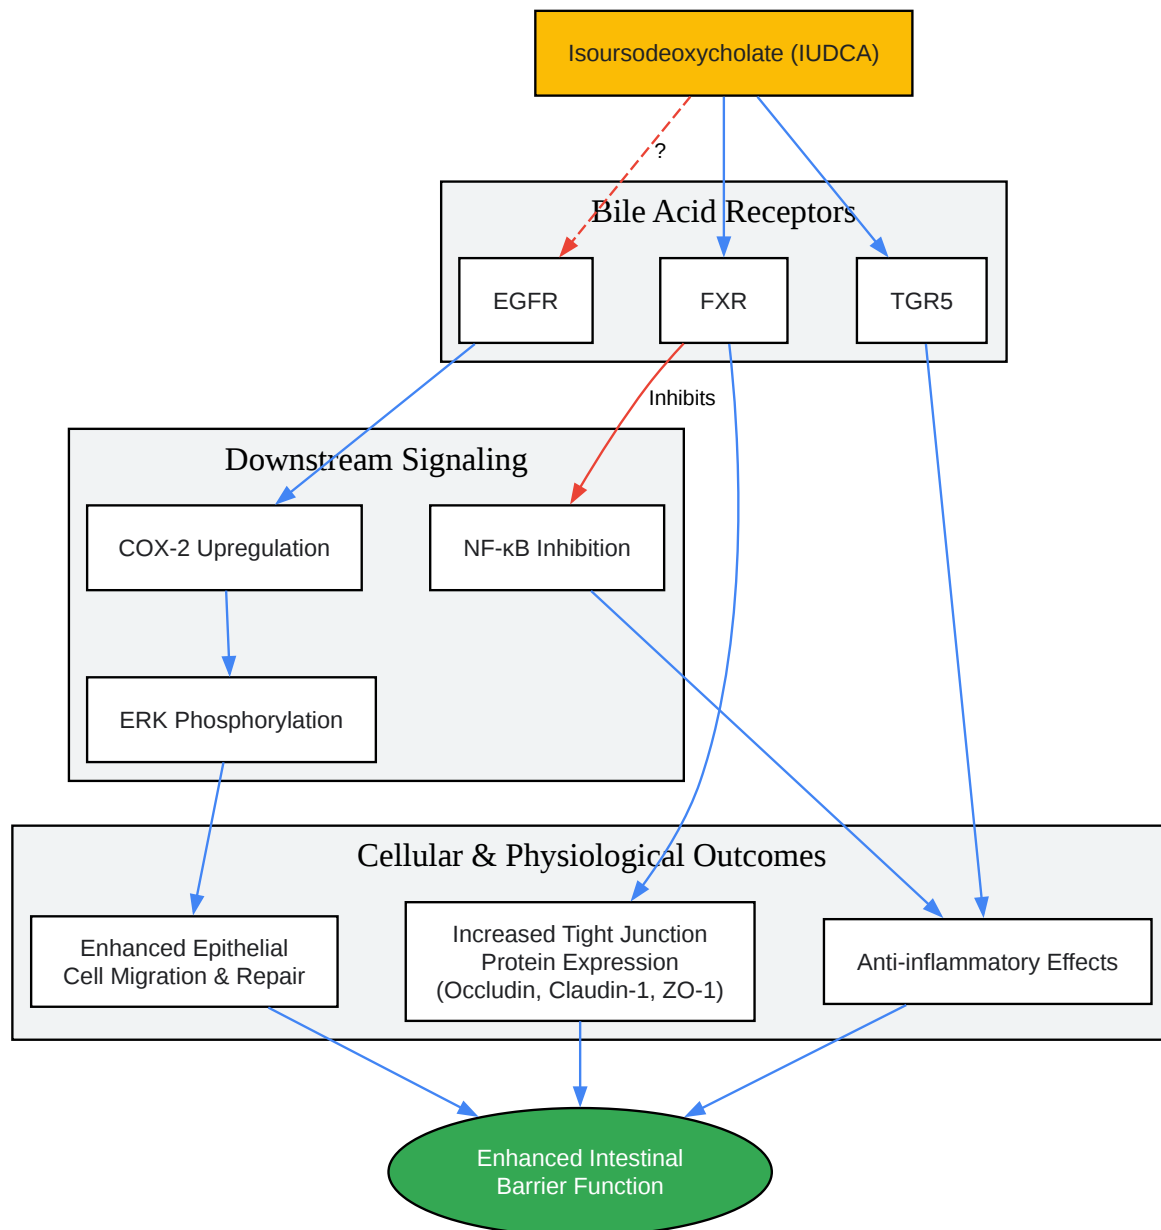 Isoursodeoxycholate (IUDCA)
?
Bile Acid Receptors
EGFR
FXR
TGR5
Inhibits
Downstream Signaling
COX-2 Upregulation
NF-κB Inhibition
ERK Phosphorylation
Cellular & Physiological Outcomes
Enhanced Epithelial
Cell Migration & Repair
Increased Tight Junction
Protein Expression
(Occludin, Claudin-1, ZO-1)
Anti-inflammatory Effects
Enhanced Intestinal
Barrier Function